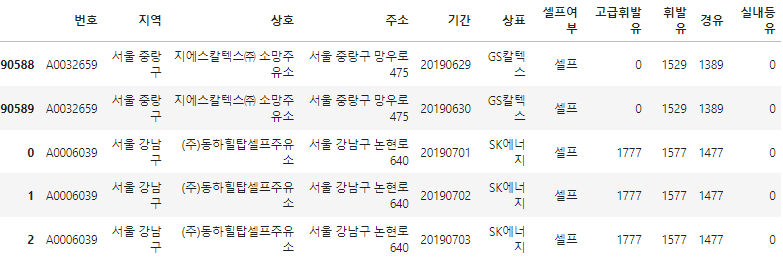 번호 지역 상호 주소 기간 상표 셀프여부 고급휘발유 휘발유 경유 실내등유
90588 A0032659 서울 중랑구 지에스칼텍스㈜ 소망주유소 서울 중랑구 망우로 475 20190629 GS칼텍스 셀프 0 1529 1389 0
90589 A0032659 서울 중랑구 지에스칼텍스㈜ 소망주유소 서울 중랑구 망우로 475 20190630 GS칼텍스 셀프 0 1529 1389 0
0 A0006039 서울 강남구 (주)동하힐탑셀프주유소 서울 강남구 논현로 640 20190701 SK에너지 셀프 1777 1577 1477 0
1 A0006039 서울 강남구 (주)동하힐탑셀프주유소 서울 강남구 논현로 640 20190702 SK에너지 셀프 1777 1577 1477 0
2 A0006039 서울 강남구 (주)동하힐탑셀프주유소 서울 강남구 논현로 640 20190703 SK에너지 셀프 1777 1577 1477 0